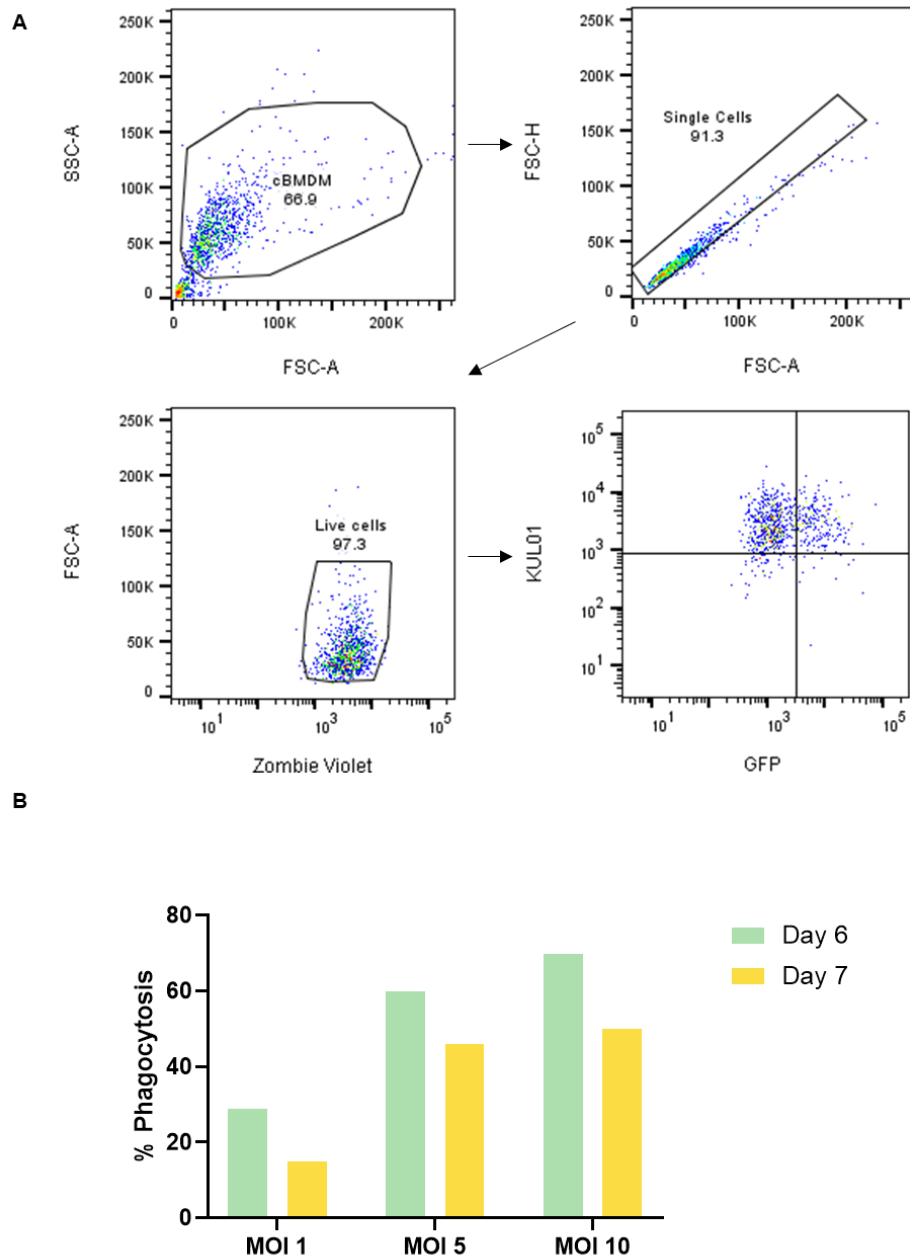 A
250K
200K
150K
100K
50K
0
SSC-A
cBMDM
66.9
0 100K 200K
FSC-A
250K
200K
150K
100K
50K
0
FSC-H
Single Cells
91.3
0 100K 200K
FSC-A
250K
200K
150K
100K
50K
0
FSC-A
Live cells
97.3
10¹ 10³ 10⁵
Zombie Violet
10⁵
10⁴
10³
10²
10¹
KUL01
10¹ 10³ 10⁵
GFP
B
80
60
40
20
0
% Phagocytosis
Day 6
Day 7
MOI 1 MOI 5 MOI 10